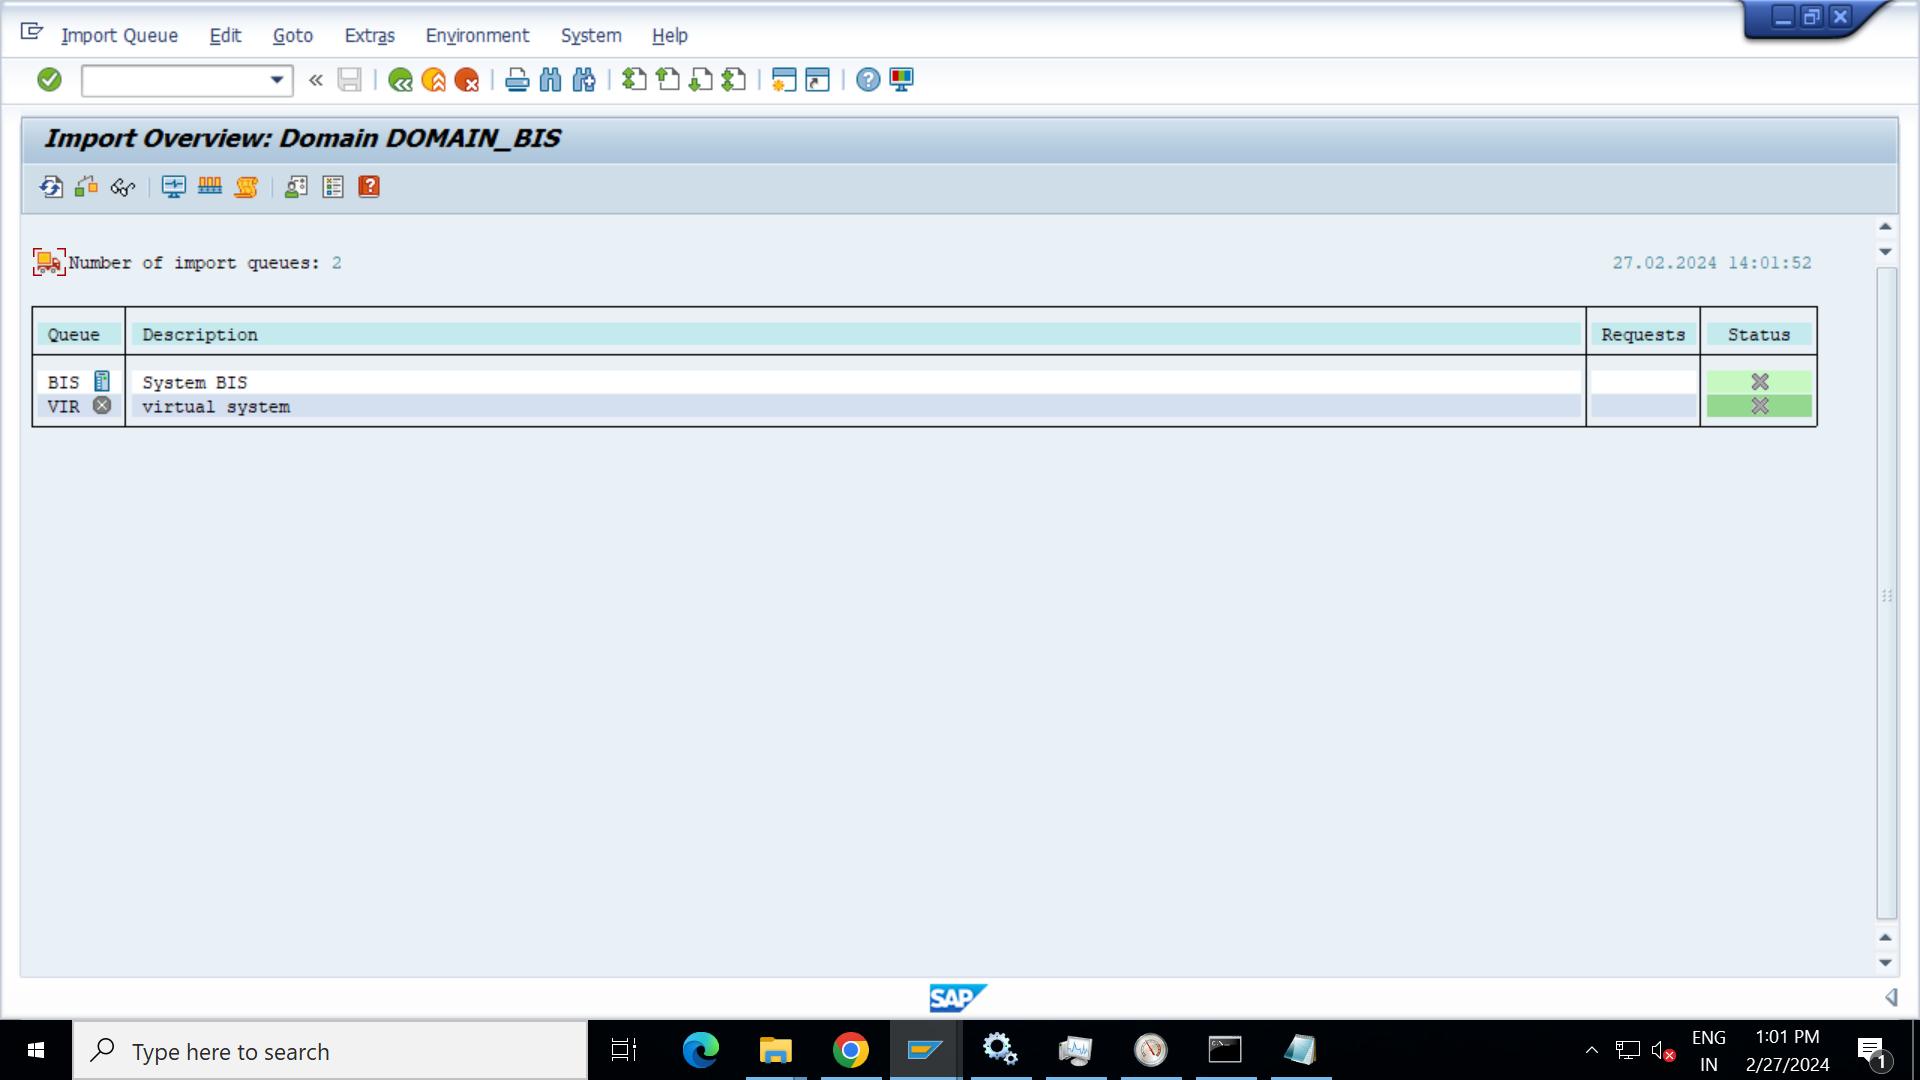 Import Queue Edit Goto Extras Environment System Help
Import Overview: Domain DOMAIN_BIS
Number of import queues: 2 27.02.2024 14:01:52
Queue Description Requests Status
BIS System BIS
VIR virtual system
SAP
Type here to search
ENG
IN
1:01 PM
2/27/2024
1